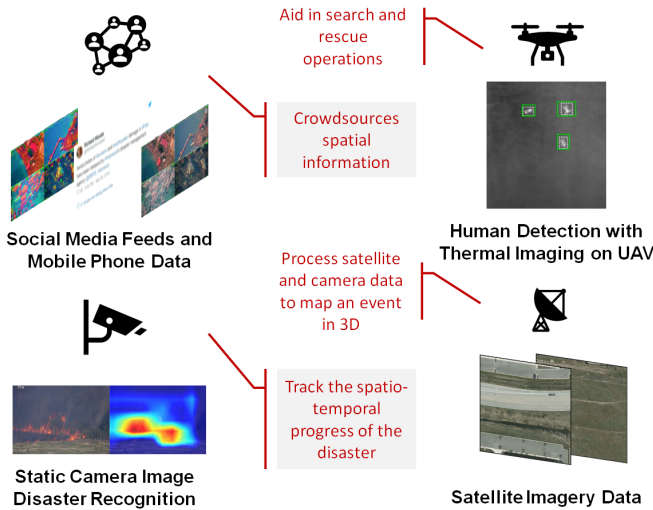 Aid in search and
rescue
operations
Crowdsources
spatial
information
Social Media Feeds and
Mobile Phone Data
Human Detection with
Thermal Imaging on UAV
Process satellite
and camera data
to map an event
in 3D
Track the spatio-
temporal
progress of the
disaster
Static Camera Image
Disaster Recognition
Satellite Imagery Data